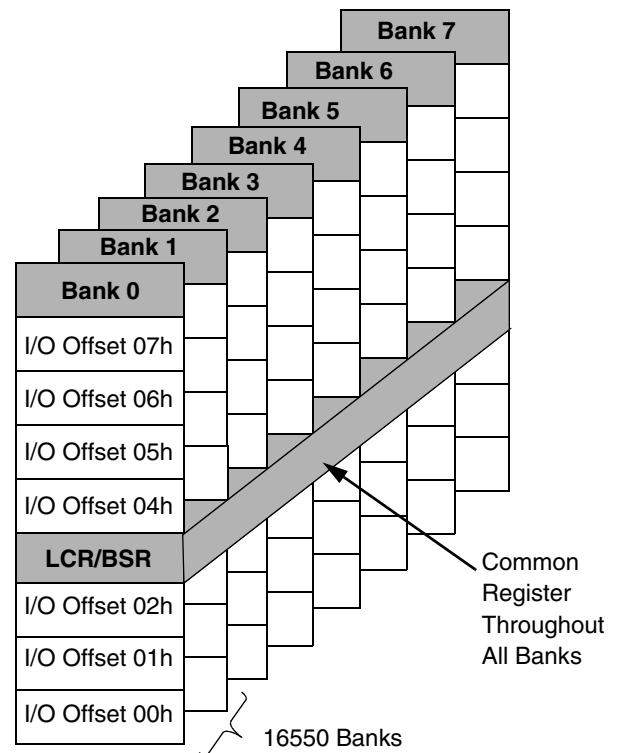 Bank 7
Bank 6
Bank 5
Bank 4
Bank 3
Bank 2
Bank 1
Bank 0
I/O Offset 07h
I/O Offset 06h
I/O Offset 05h
I/O Offset 04h
LCR/BSR
I/O Offset 02h
I/O Offset 01h
I/O Offset 00h
Common
Register
Throughout
All Banks
16550 Banks